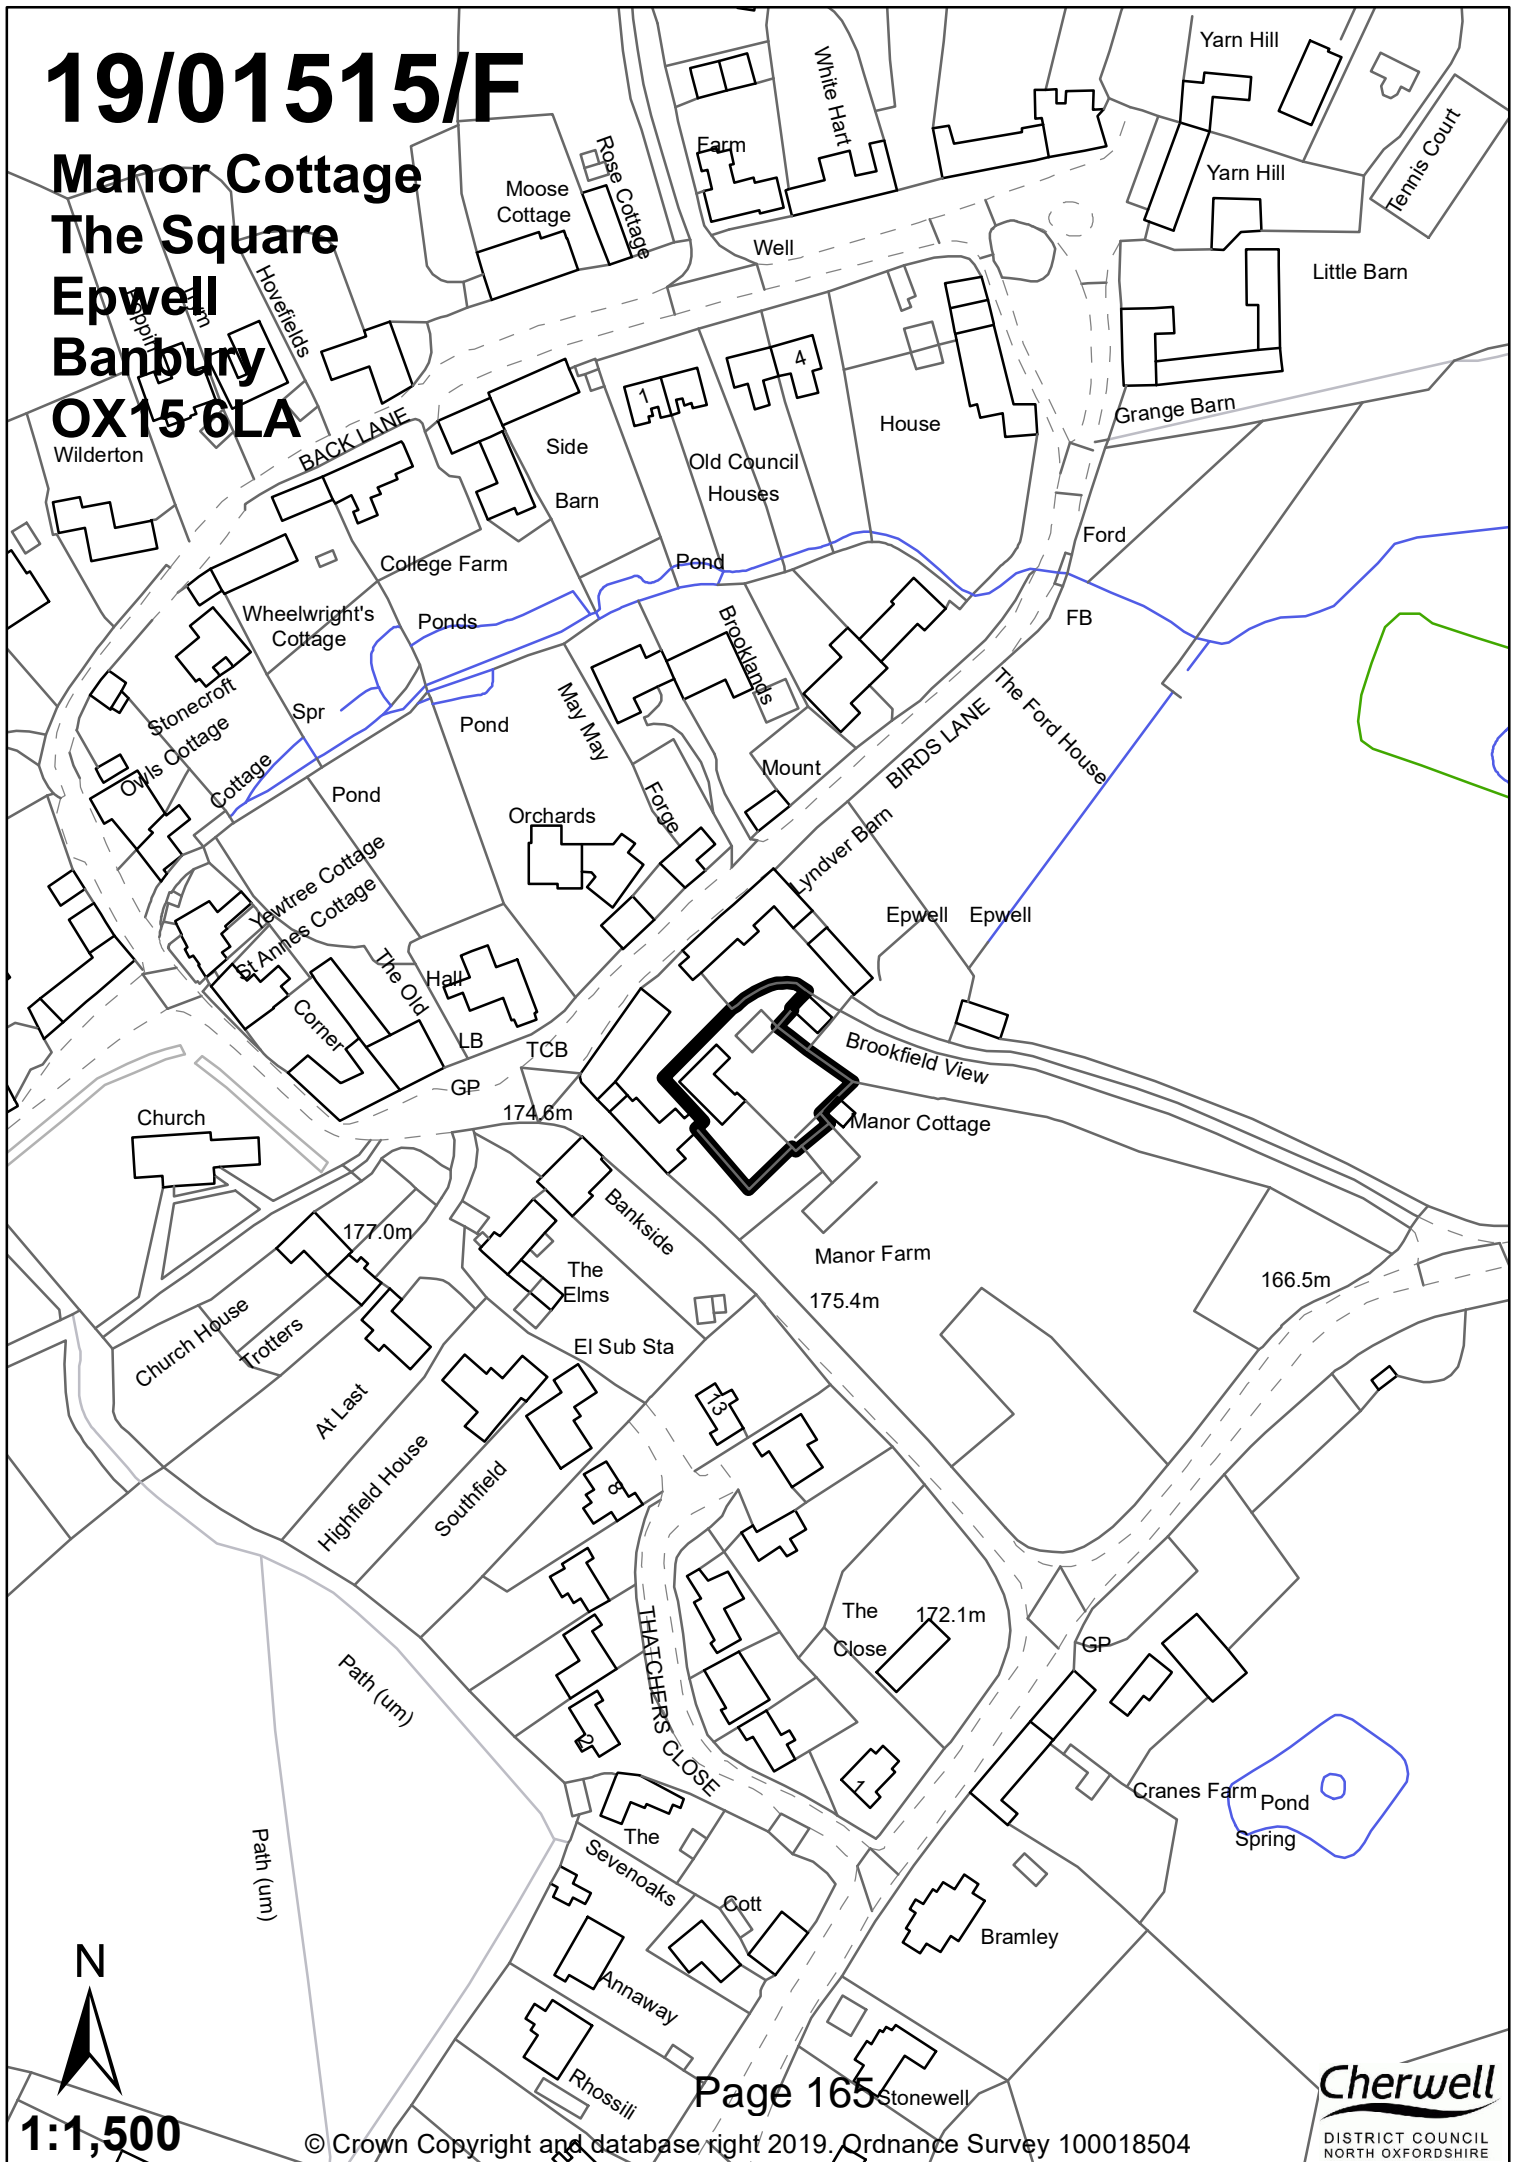 19/01515/F
Manor Cottage
The Square
Epwell
Banbury
OX15 6LA
Yarn Hill
White Hart
Farm
Rose Cottage
Moose
Cottage
Yarn Hill
Tennis Court
Well
Little Barn
Hovefields
4
1
Grange Barn
BACK LANE
House
Side
Wilderton
Old Council
Houses
Barn
Ford
College Farm
Pond
Wheelwright's
Cottage
Ponds
FB
Brooklands
Stonecroft
Owls Cottage
Cottage
Spr
Pond
May May
The Ford House
BIRDS LANE
Mount
Pond
Orchards
Forge
Lyndver Barn
Yewtree Cottage
St Annes Cottage
Epwell
Epwell
The Old
Hall
Corner
LB
TCB
GP
Brookfield View
174.6m
Church
Manor Cottage
Bankside
177.0m
Manor Farm
The
Elms
166.5m
175.4m
Church House
Trotters
El Sub Sta
At Last
13
Highfield House
Southfield
8
The
Close
172.1m
GP
THATCHERS CLOSE
Path (um)
2
1
Cranes Farm
Pond
Spring
The
Sevenoaks
Path (um)
Cott
Bramley
N
Annaway
Rhossili
Page 165
Stonewell
Cherwell
DISTRICT COUNCIL
NORTH OXFORDSHIRE
1:1,500
© Crown Copyright and database right 2019. Ordnance Survey 100018504